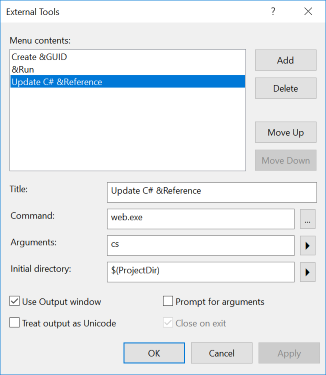 External Tools
?
Menu contents:
Create &GUID
&Run
Update C# &Reference
Add
Delete
Move Up
Move Down
Title:
Update C# &Reference
Command:
web.exe
...
Arguments:
cs
Initial directory:
$(ProjectDir)
Use Output window
Prompt for arguments
Treat output as Unicode
Close on exit
OK
Cancel
Apply